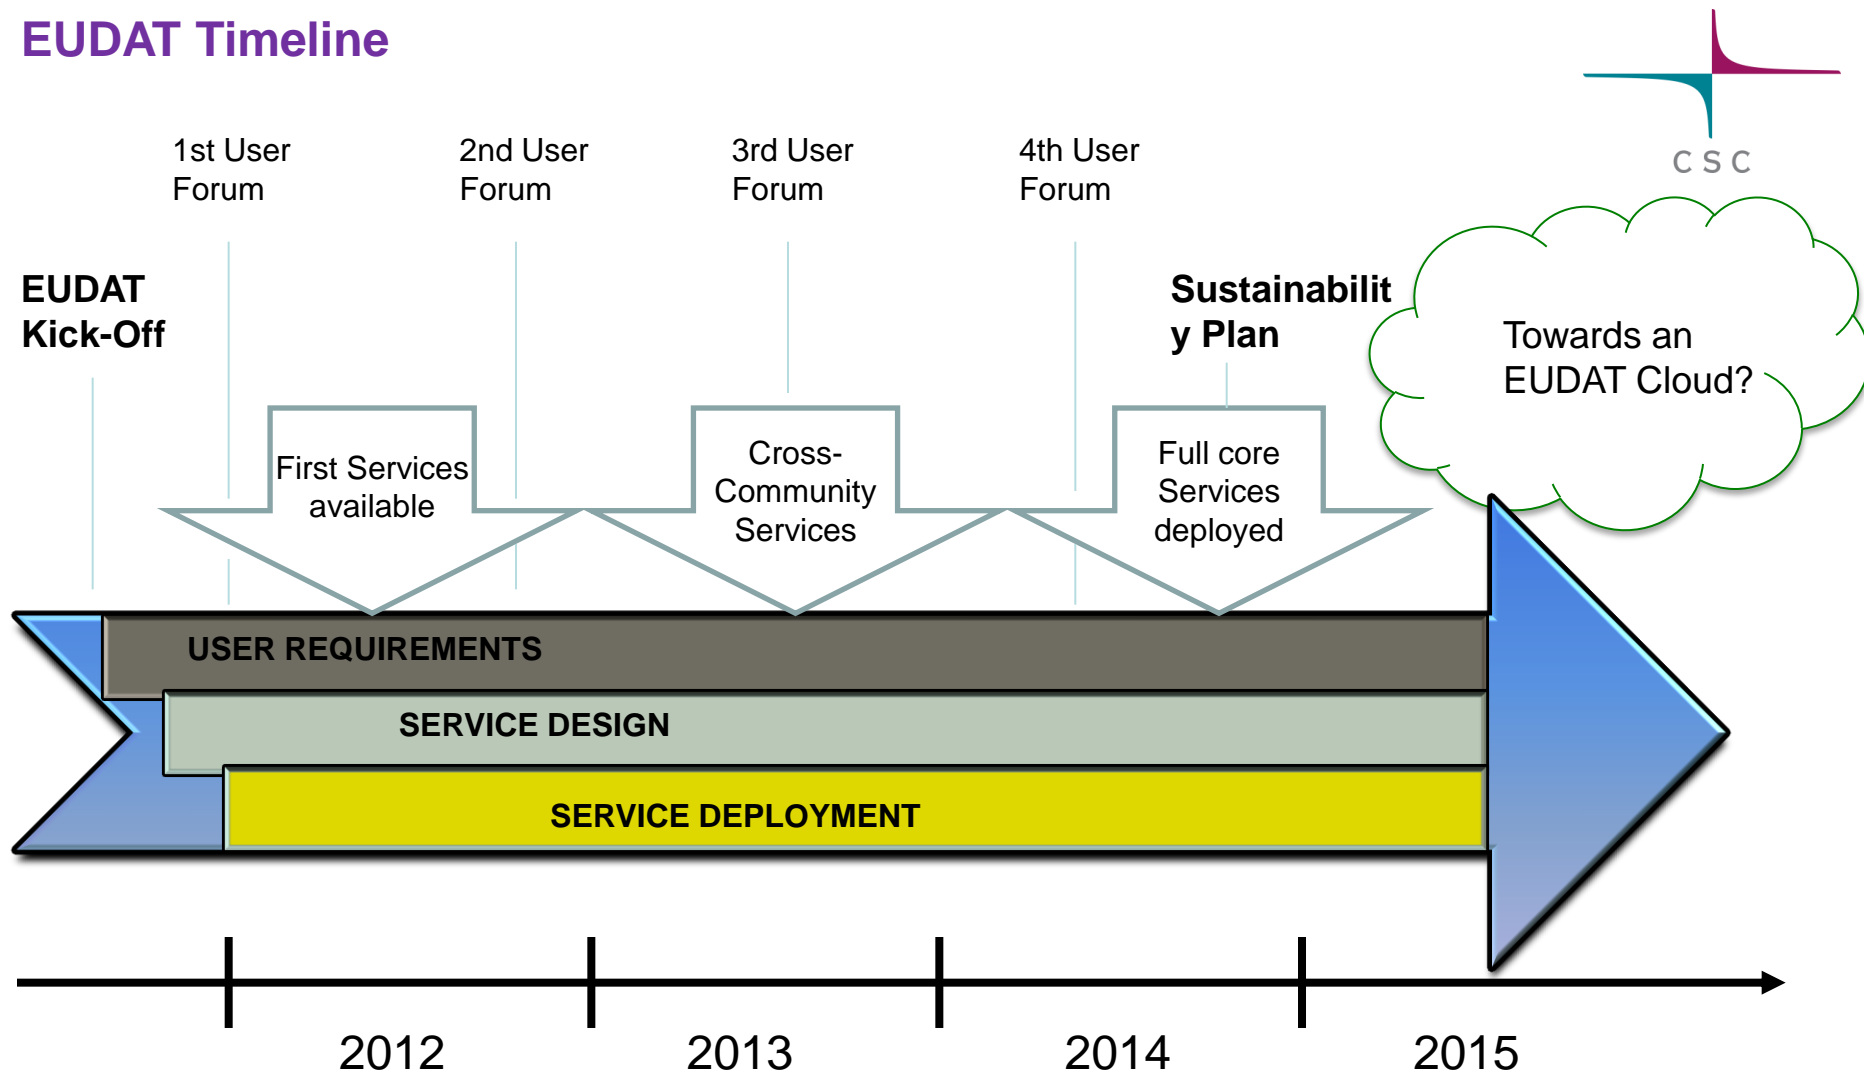 EUDAT Timeline
C S C
1st User
Forum
2nd User
Forum
3rd User
Forum
4th User
Forum
EUDAT
Kick-Off
Sustainabilit
y Plan
Towards an
EUDAT Cloud?
First Services
available
Cross-
Community
Services
Full core
Services
deployed
USER REQUIREMENTS
SERVICE DESIGN
SERVICE DEPLOYMENT
2012
2013
2014
2015